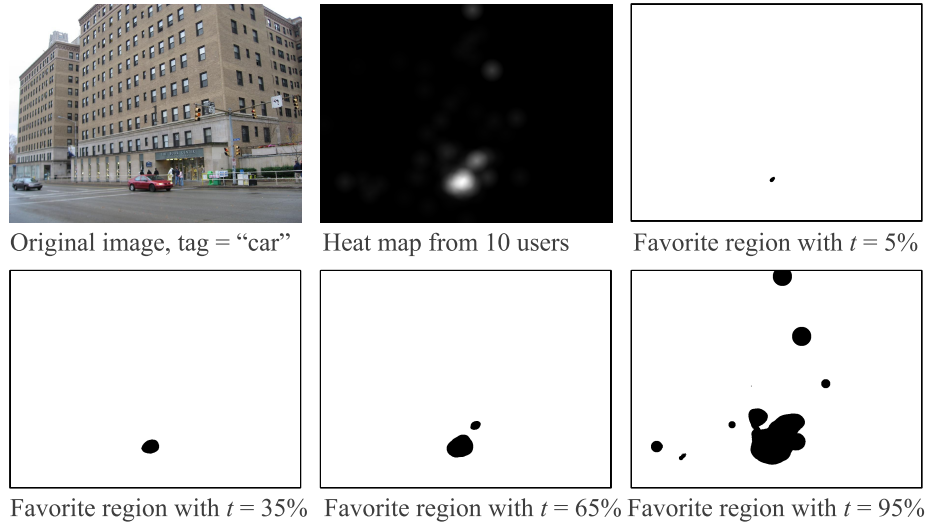 Original image, tag = “car”
Heat map from 10 users
Favorite region with t = 5%
Favorite region with t = 35%
Favorite region with t = 65%
Favorite region with t = 95%